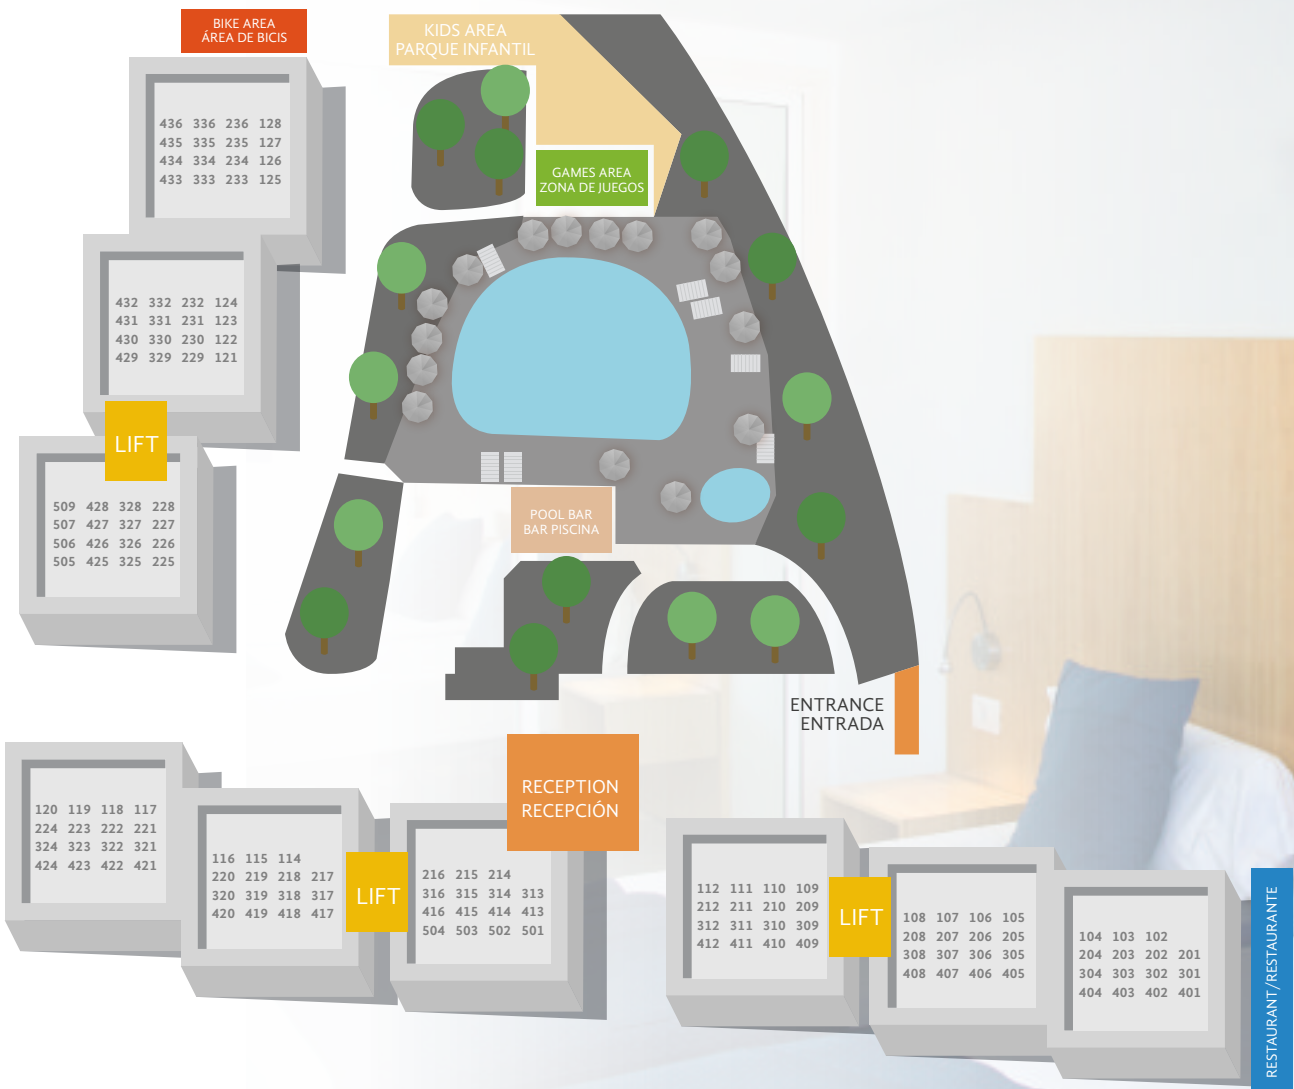 BIKE AREA
ÁREA DE BICIS
KIDS AREA
PARQUE INFANTIL
436 336 236 128
435 335 235 127
434 334 234 126
433 333 233 125
GAMES AREA
ZONA DE JUEGOS
432 332 232 124
431 331 231 123
430 330 230 122
429 329 229 121
LIFT
509 428 328 228
507 427 327 227
506 426 326 226
505 425 325 225
POOL BAR
BAR PISCINA
ENTRANCE
ENTRADA
RECEPTION
RECEPCIÓN
120 119 118 117
224 223 222 221
324 323 322 321
424 423 422 421
116 115 114
220 219 218 217
320 319 318 317
420 419 418 417
LIFT
216 215 214
316 315 314 313
416 415 414 413
504 503 502 501
112 111 110 109
212 211 210 209
312 311 310 309
412 411 410 409
LIFT
108 107 106 105
208 207 206 205
308 307 306 305
408 407 406 405
104 103 102
204 203 202 201
304 303 302 301
404 403 402 401
RESTAURANT/RESTAURANTE